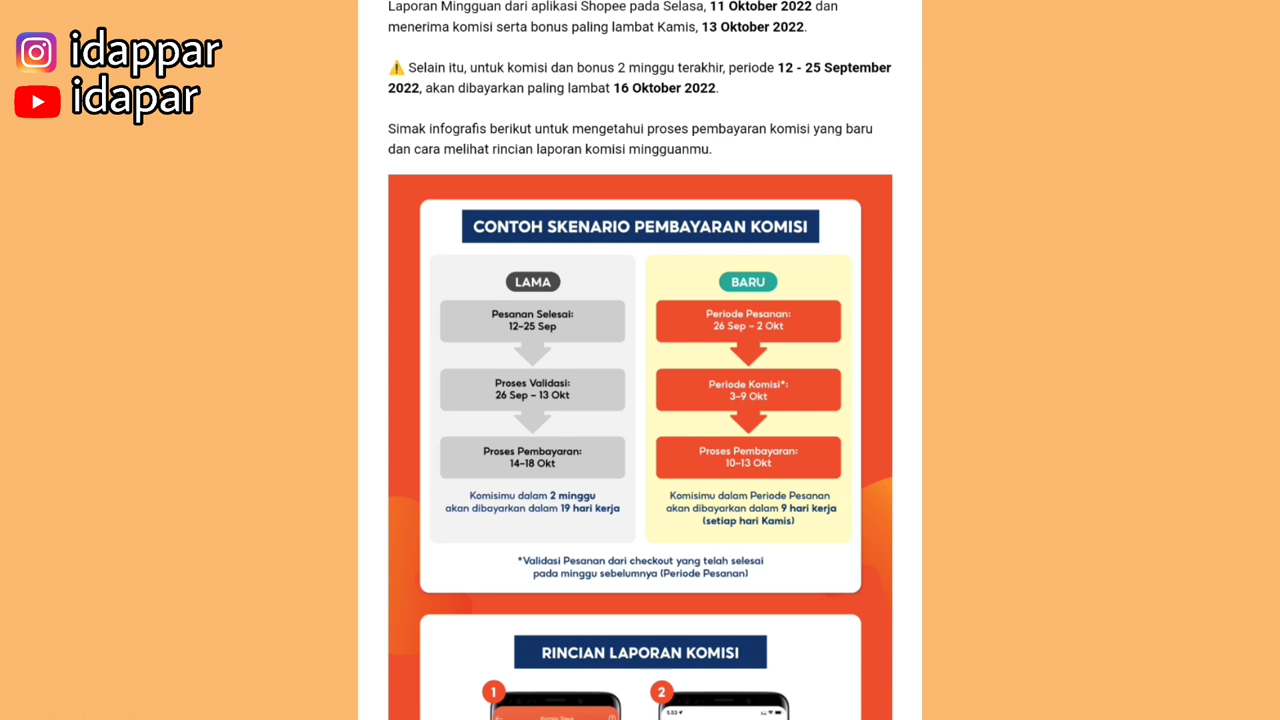 idappar
idapar
Laporan Mingguan dari aplikasi Shopee pada Selasa, 11 Oktober 2022 dan
menerima komisi serta bonus paling lambat Kamis, 13 Oktober 2022.
⚠️ Selain itu, untuk komisi dan bonus 2 minggu terakhir, periode 12 - 25 September
2022, akan dibayarkan paling lambat 16 Oktober 2022.
Simak infografis berikut untuk mengetahui proses pembayaran komisi yang baru
dan cara melihat rincian laporan komisi mingguanmu.
CONTOH SKENARIO PEMBAYARAN KOMISI
LAMA
Pesanan Selesai:
12–25 Sep
Proses Validasi:
26 Sep – 13 Okt
Proses Pembayaran:
14–18 Okt
Komisimu dalam 2 minggu
akan dibayarkan dalam 19 hari kerja
BARU
Periode Pesanan:
26 Sep – 2 Okt
Periode Komisi*:
3–9 Okt
Proses Pembayaran:
10–13 Okt
Komisimu dalam Periode Pesanan
akan dibayarkan dalam 9 hari kerja
(setiap hari Kamis)
*Validasi Pesanan dari checkout yang telah selesai
pada minggu sebelumnya (Periode Pesanan)
RINCIAN LAPORAN KOMISI
1
2
Komisi Saya
5.53